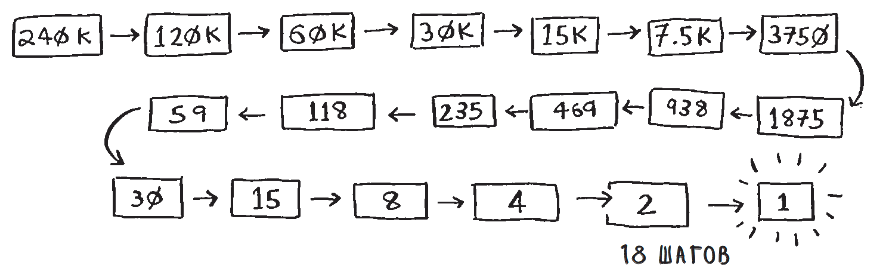 240K → 120K → 60K → 30K → 15K → 7.5K → 3750
59 ← 118 ← 235 ← 469 ← 938 ← 1875
30 → 15 → 8 → 4 → 2 → 1
18 ШАГОВ